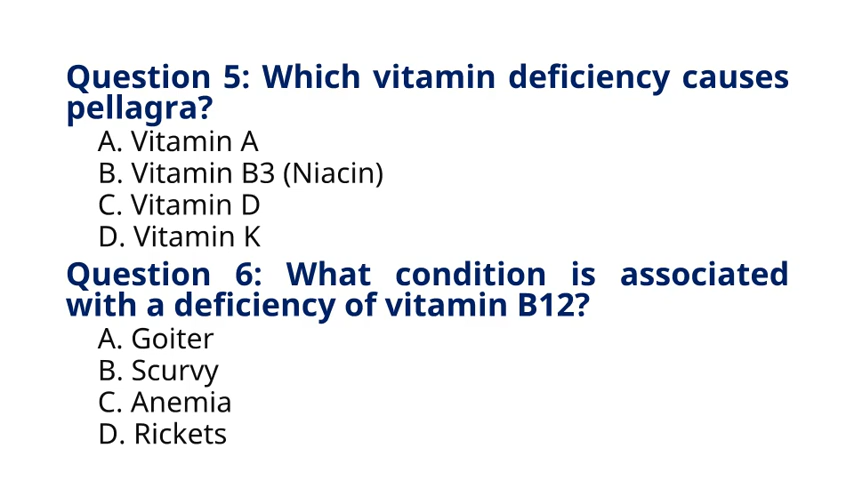 Question 5: Which vitamin deficiency causes
pellagra?
A. Vitamin A
B. Vitamin B3 (Niacin)
C. Vitamin D
D. Vitamin K
Question 6: What condition is associated
with a deficiency of vitamin B12?
A. Goiter
B. Scurvy
C. Anemia
D. Rickets